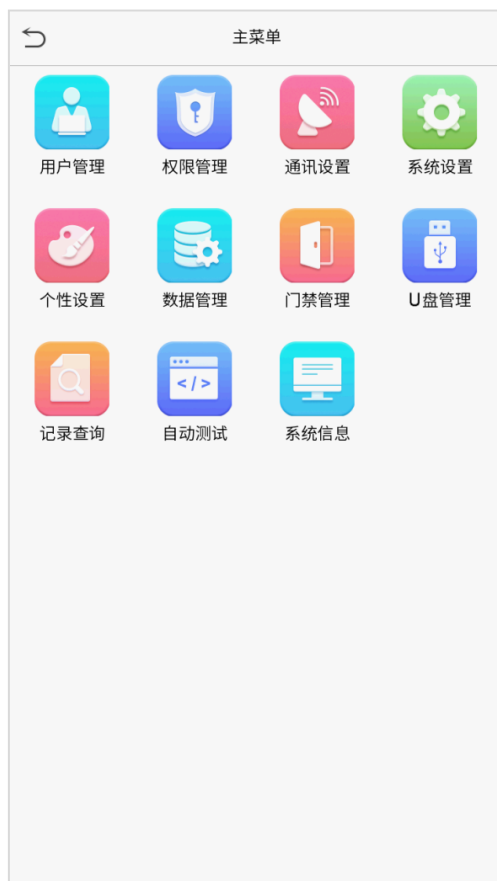 主菜单
用户管理 权限管理 通讯设置 系统设置
个性设置 数据管理 门禁管理 U盘管理
</>
记录查询 自动测试 系统信息